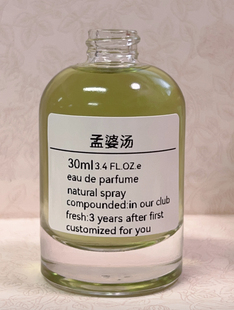 孟婆汤
30ml 3.4 FL.OZ.e
eau de parfume
natural spray
compounded:in our club
fresh:3 years after first
customized for you